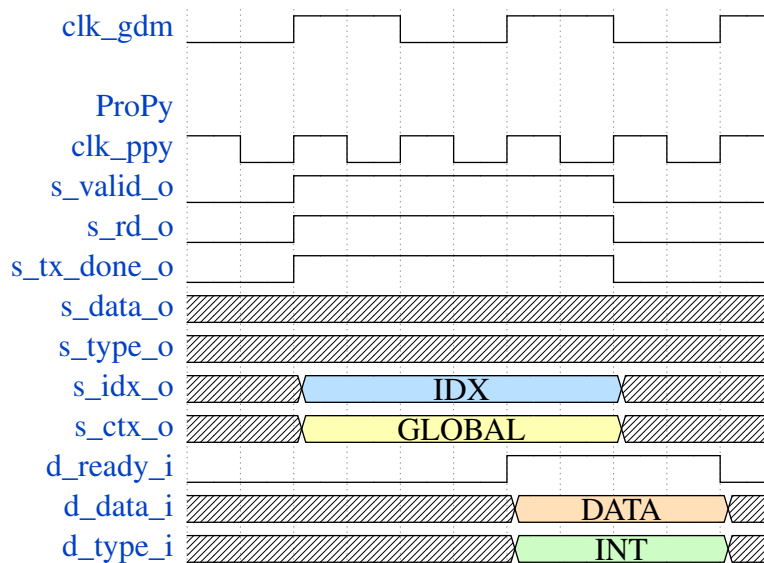 clk_gdm
ProPy
clk_ppy
s_valid_o
s_rd_o
s_tx_done_o
s_data_o
s_type_o
s_idx_o IDX
s_ctx_o GLOBAL
d_ready_i
d_data_i DATA
d_type_i INT